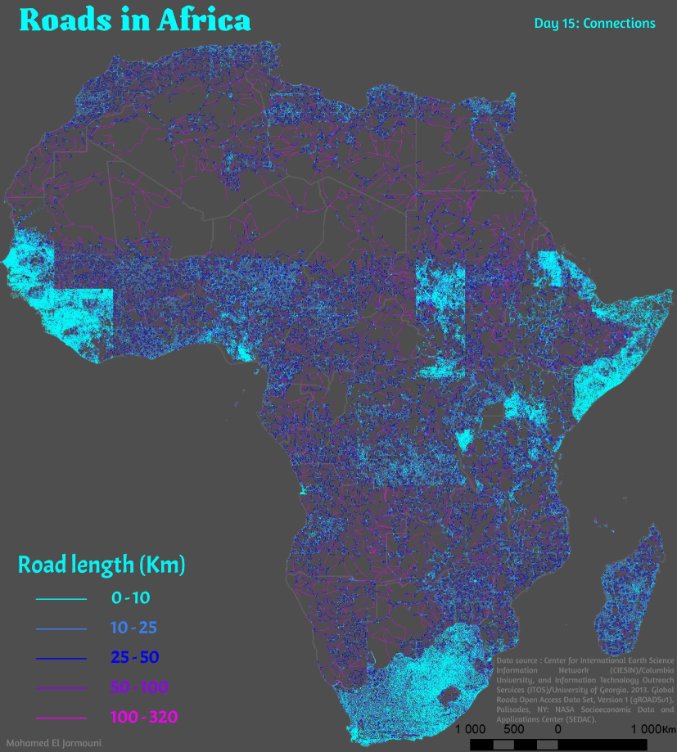 Roads in Africa
Day 15: Connections
Road length (Km)
0 - 10
10 - 25
25 - 50
50 - 100
100 - 320
Data source : Center for International Earth Science
Information Network (CIESIN)/Columbia
University, and Information Technology Outreach
Services (ITOS)/University of Georgia. 2013. Global
Roads Open Access Data Set, Version 1 (gROADSv1).
Palisades, NY: NASA Socioeconomic Data and
Applications Center (SEDAC).
1 000 500 0 1 000Km
Mohamed El Jarmouni